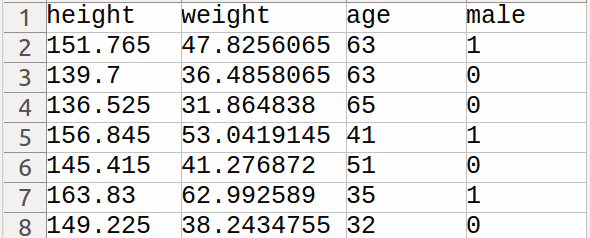 1 height weight age male
2 151.765 47.8256065 63 1
3 139.7 36.4858065 63 0
4 136.525 31.864838 65 0
5 156.845 53.0419145 41 1
6 145.415 41.276872 51 0
7 163.83 62.992589 35 1
8 149.225 38.2434755 32 0